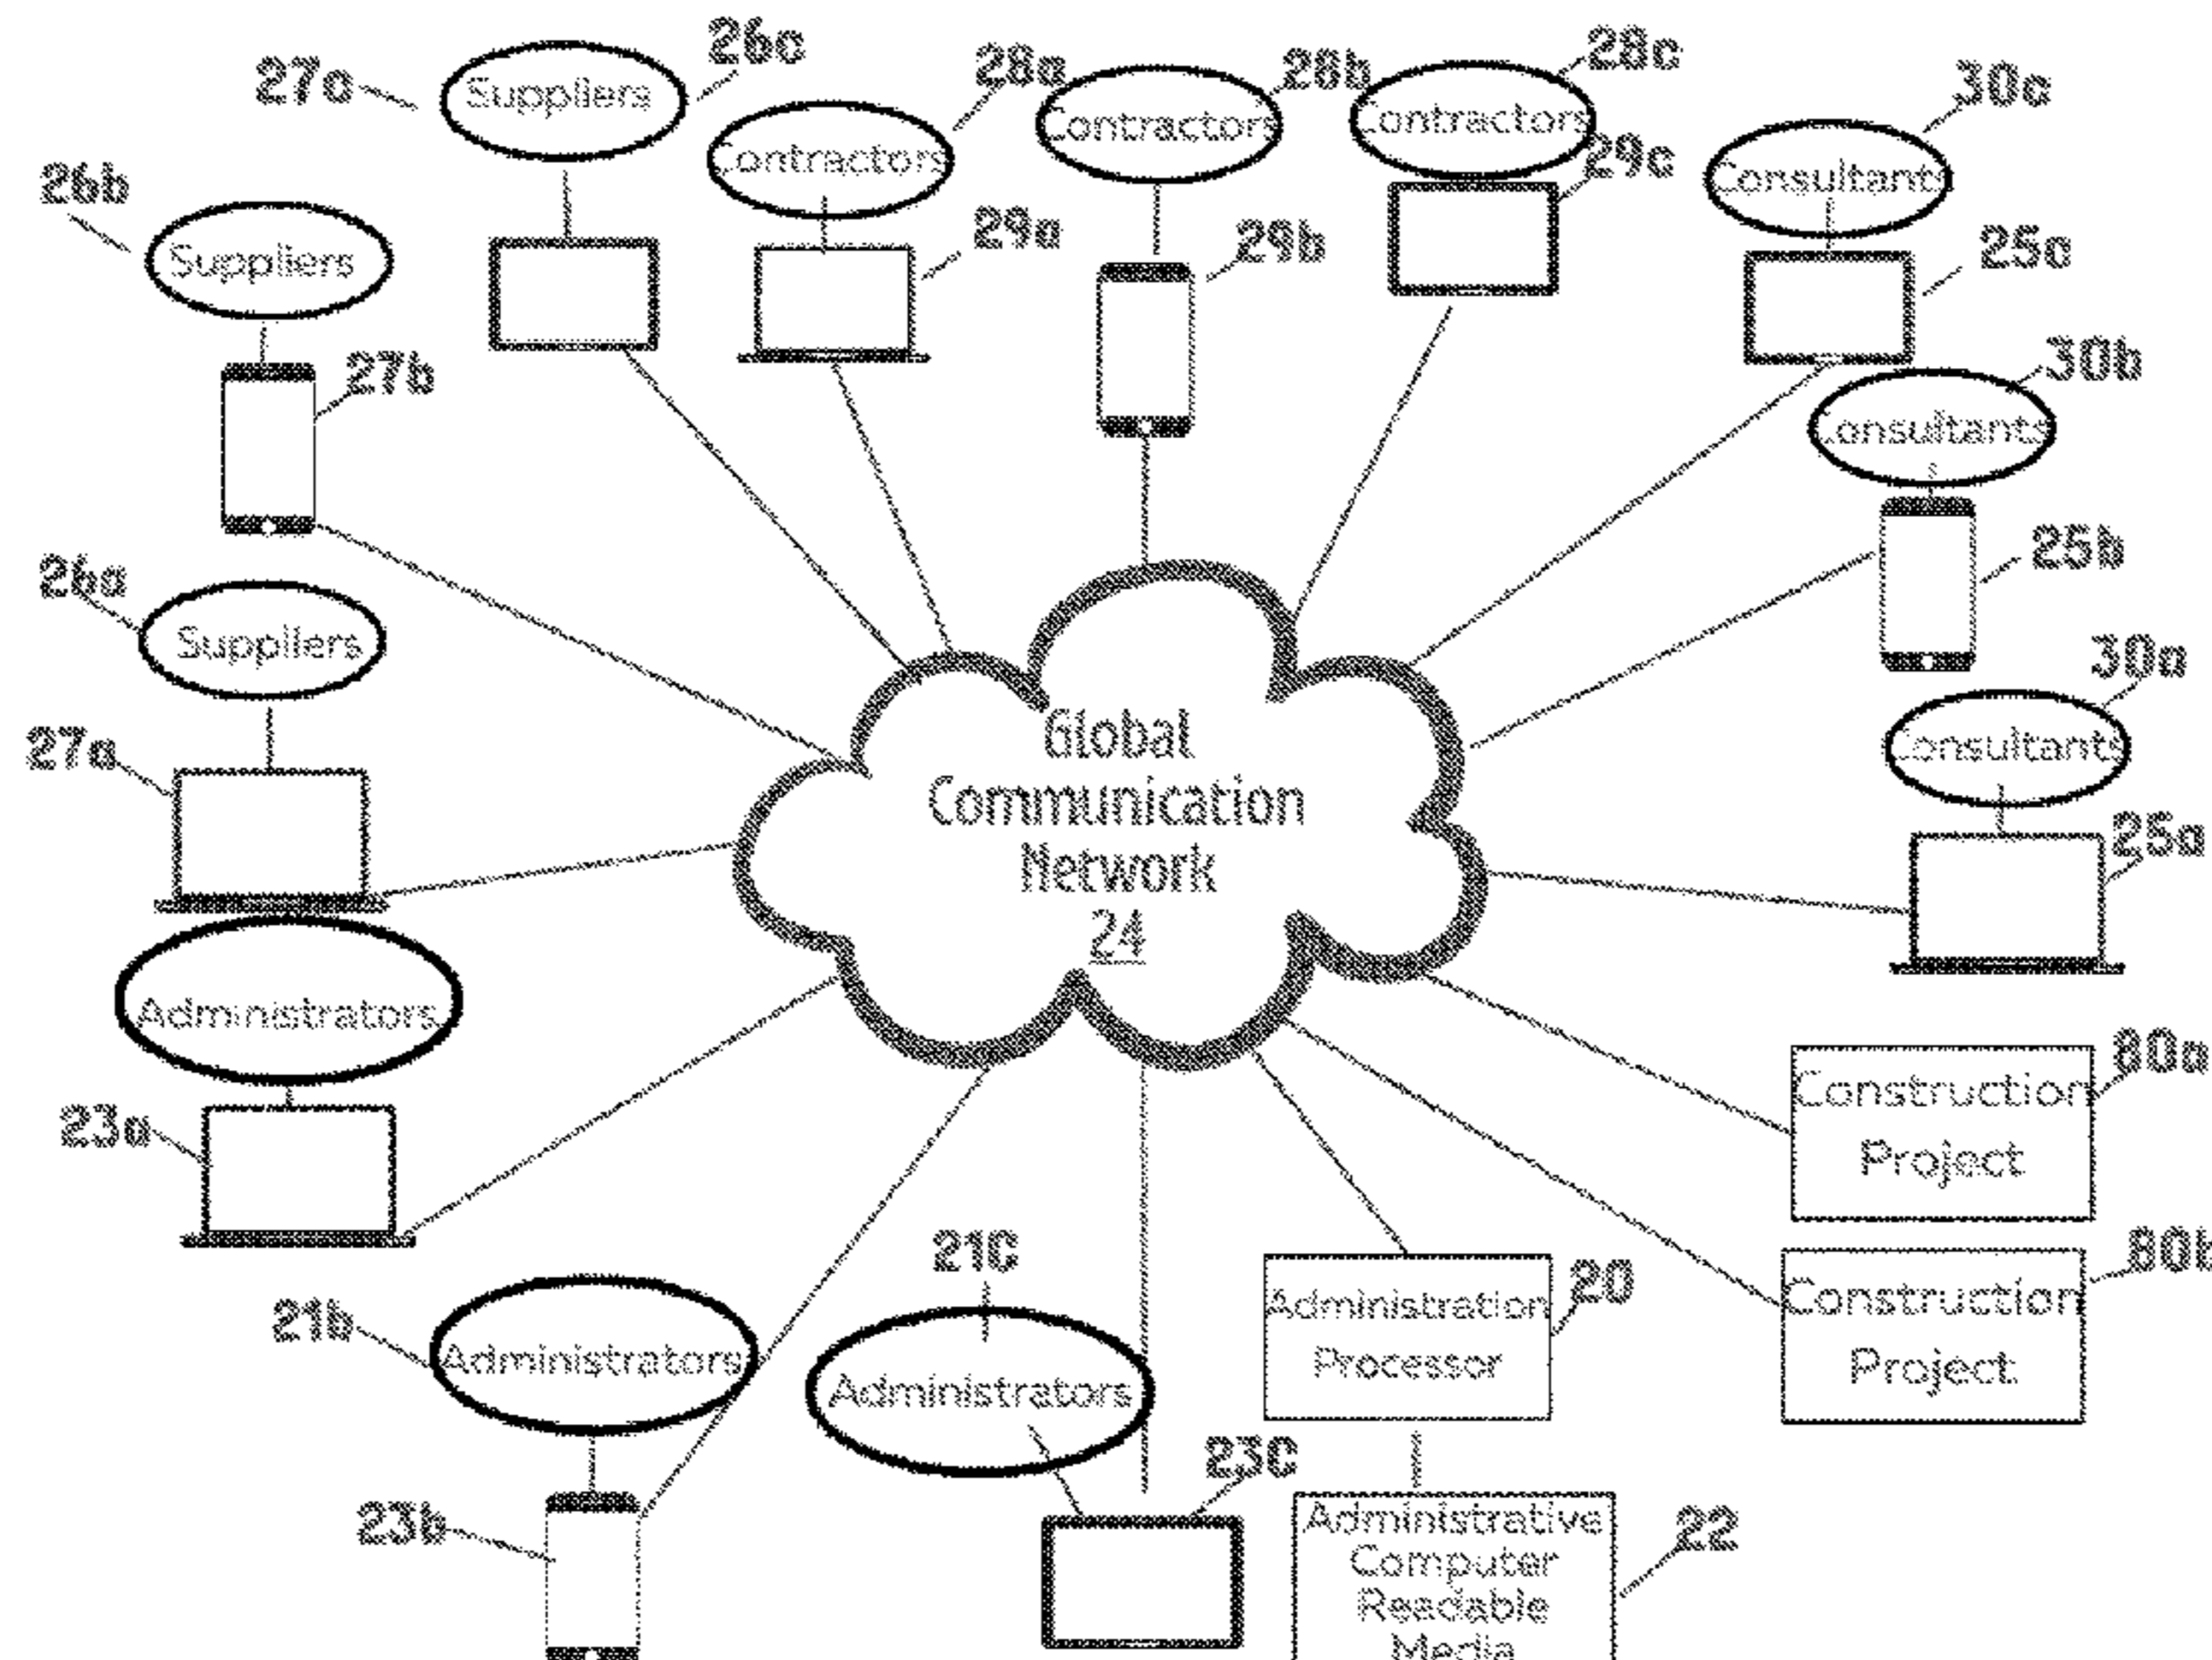 27c
Suppliers
26c
28a
Contractors
28b
Contractors
28c
Contractors
29c
30c
Consultants
26b
Suppliers
29a
29b
25c
27b
30b
Consultants
25b
26a
Suppliers
30a
Consultants
27a
25a
Global
Communication
Network
24
Administrators
23a
80a
Construction
Project
80b
Construction
Project
21b
Administrators
21C
Administrators
20
Administration
Processor
23b
23C
22
Administrative
Computer
Readable
Media